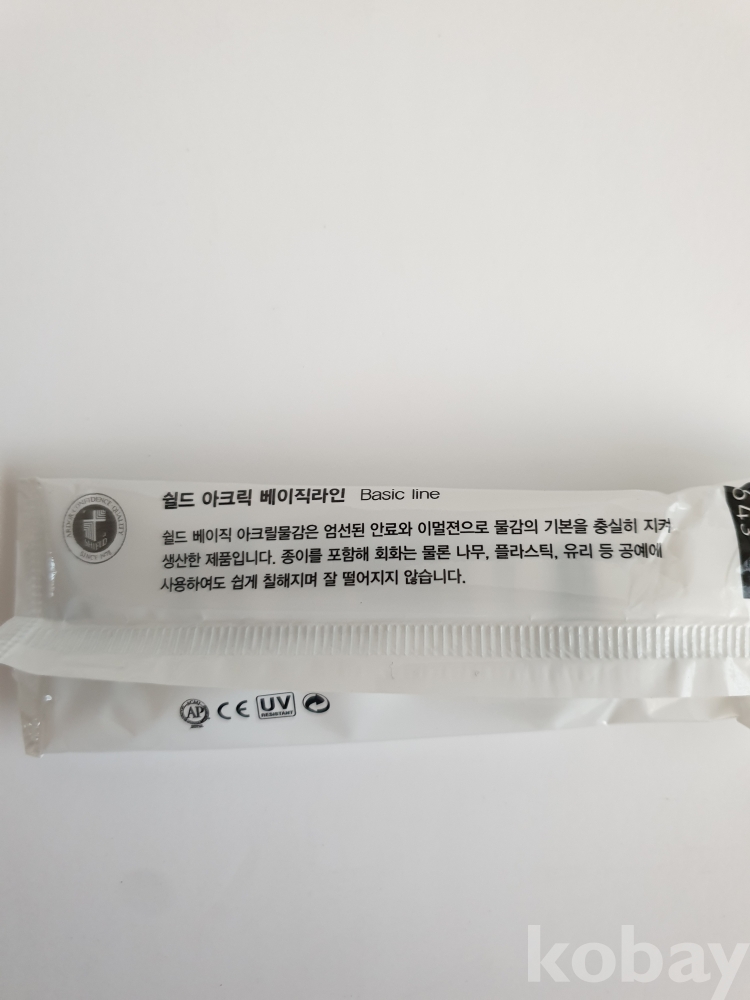 쉴드 아크릭 베이직라인 Basic line
쉴드 베이직 아크릴물감은 엄선된 안료와 이멀젼으로 물감의 기본을 충실히 지켜
생산한 제품입니다. 종이를 포함해 회화는 물론 나무, 플라스틱, 유리 등 공예에
사용하여도 쉽게 칠해지며 잘 떨어지지 않습니다.
643
AP CE UV
RESISTANT
kobay